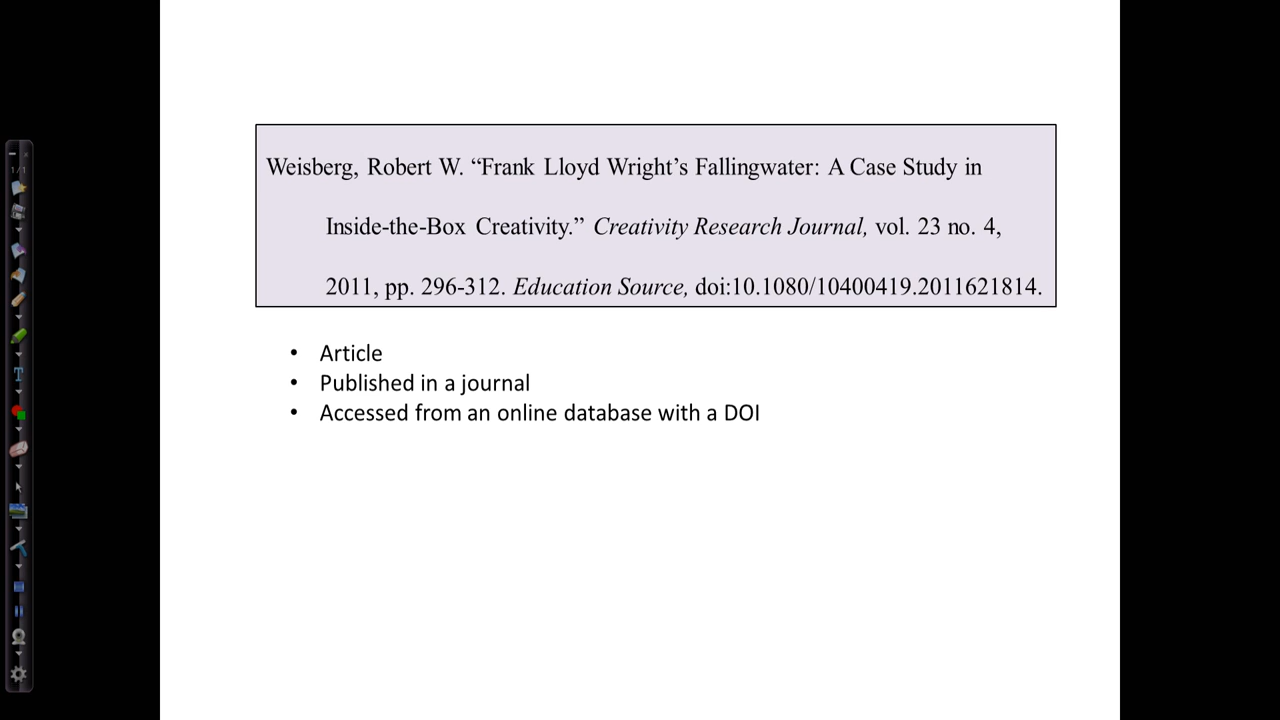 Weisberg, Robert W. “Frank Lloyd Wright’s Fallingwater: A Case Study in
Inside-the-Box Creativity.” Creativity Research Journal, vol. 23 no. 4,
2011, pp. 296-312. Education Source, doi:10.1080/10400419.2011621814.
• Article
• Published in a journal
• Accessed from an online database with a DOI
1/1
T